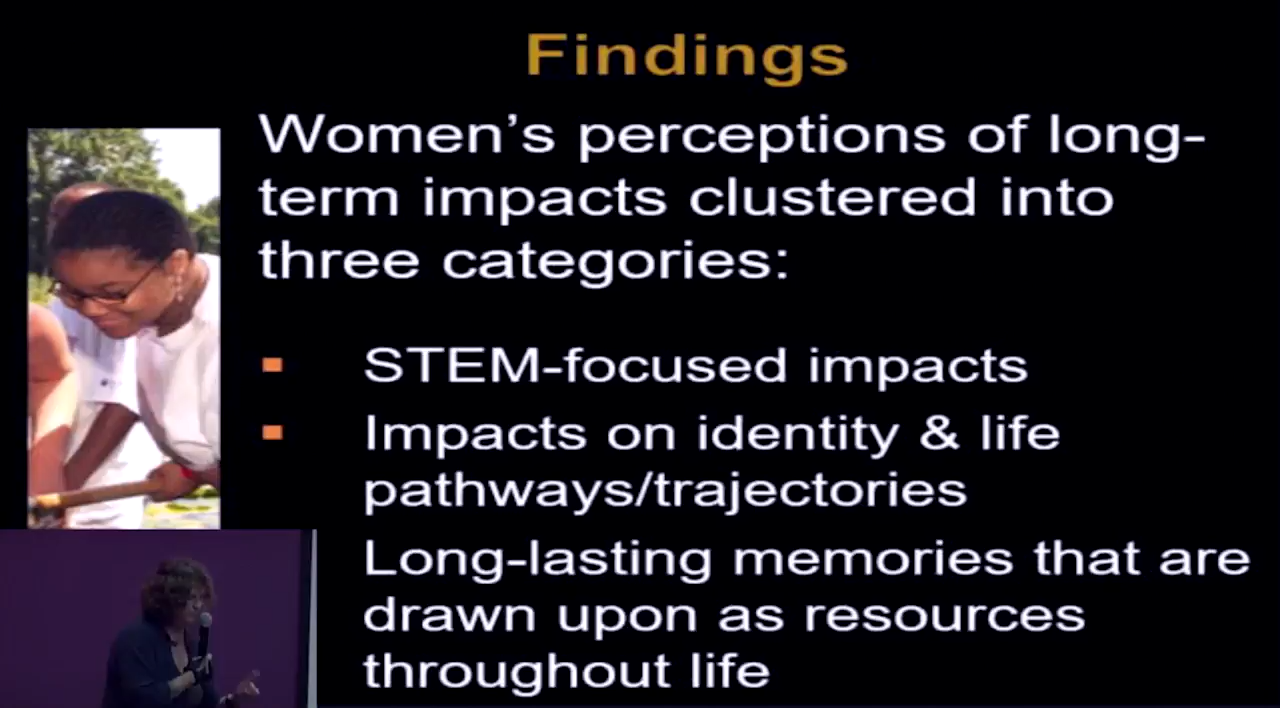 Findings
Women's perceptions of long-
term impacts clustered into
three categories:
▪ STEM-focused impacts
▪ Impacts on identity & life
pathways/trajectories
Long-lasting memories that are
drawn upon as resources
throughout life